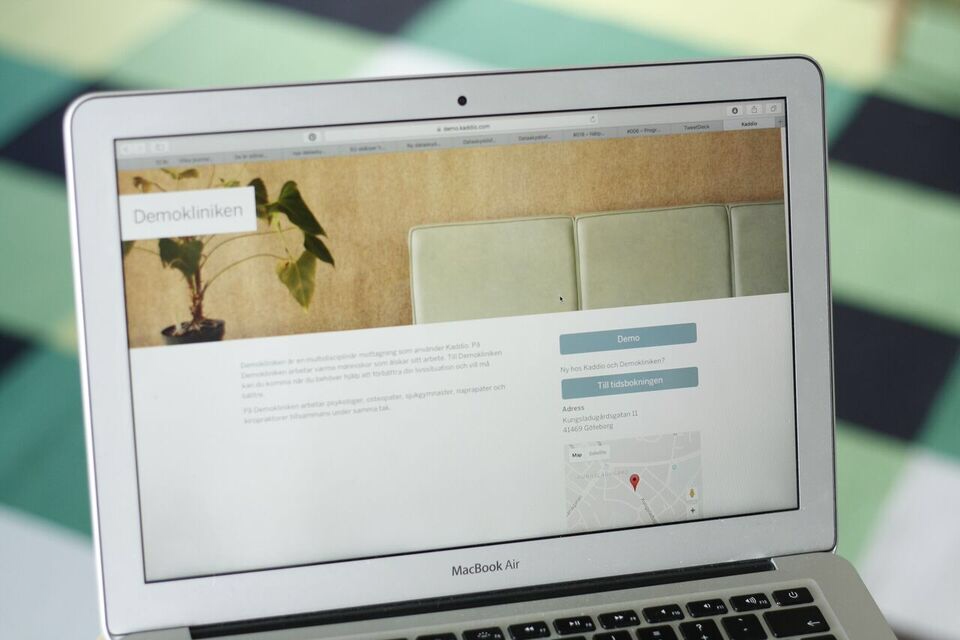 demo.kaddio.com
TweetDeck
Kaddio
Demokliniken
Demokliniken är en multidisciplinär mottagning som använder Kaddio. På
Demokliniken arbetar varma människor som älskar sitt arbete. Till Demokliniken
kan du komma när du behöver hjälp att förbättra din livssituation och vill må
bättre.
På Demokliniken arbetar psykologer, osteopater, sjukgymnaster, naprapater och
kiropraktorer tillsammans under samma tak.
Demo
Ny hos Kaddio och Demokliniken?
Till tidsbokningen
Adress
Kungsladugårdsgatan 11
41469 Göteborg
Map Satellite
MacBook Air